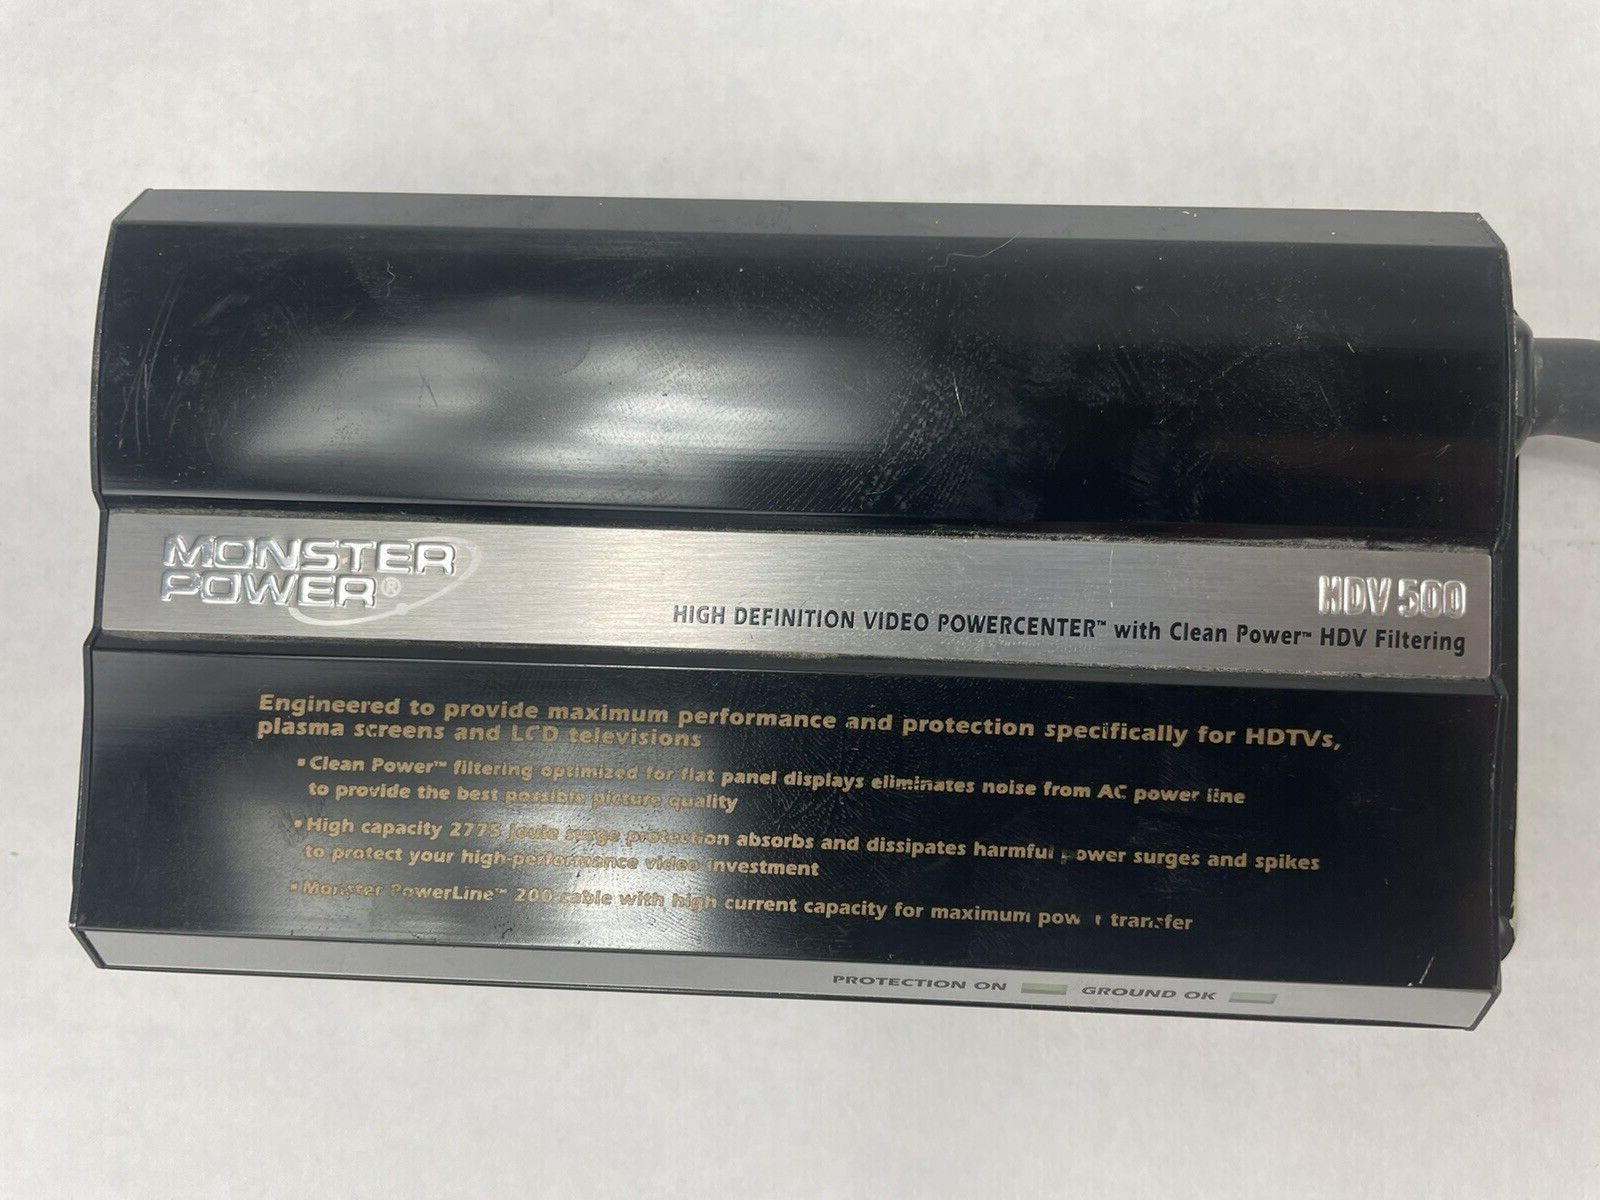 MONSTER
POWER®
HDV 500
HIGH DEFINITION VIDEO POWERCENTER™ with Clean Power™ HDV Filtering
Engineered to provide maximum performance and protection specifically for HDTVs,
plasma screens and LCD televisions
▪ Clean Power™ filtering optimized for flat panel displays eliminates noise from AC power line
to provide the best possible picture quality
▪ High capacity 2775 joule surge protection absorbs and dissipates harmful power surges and spikes
to protect your high-performance video investment
▪ Monster PowerLine™ 200 cable with high current capacity for maximum power transfer
PROTECTION ON GROUND OK